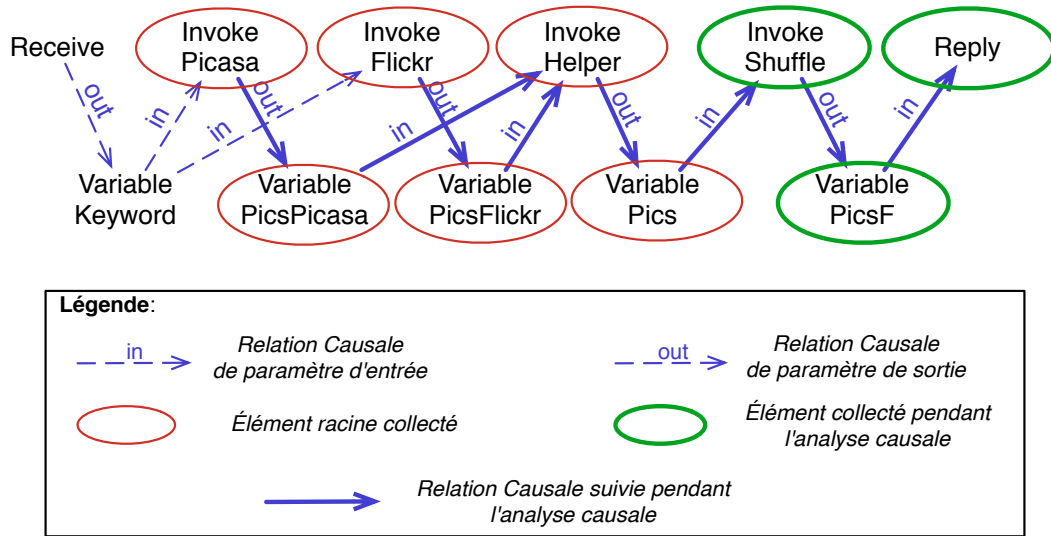 Receive
Invoke
Picasa
Invoke
Flickr
Invoke
Helper
Invoke
Shuffle
Reply
out
in
in
out
in
out
in
out
in
out
in
Variable
Keyword
Variable
PicsPicasa
Variable
PicsFlickr
Variable
Pics
Variable
PicsF
Légende:
in
Relation Causale
de paramètre d'entrée
out
Relation Causale
de paramètre de sortie
Élément racine collecté
Élément collecté pendant
l'analyse causale
Relation Causale suivie pendant
l'analyse causale